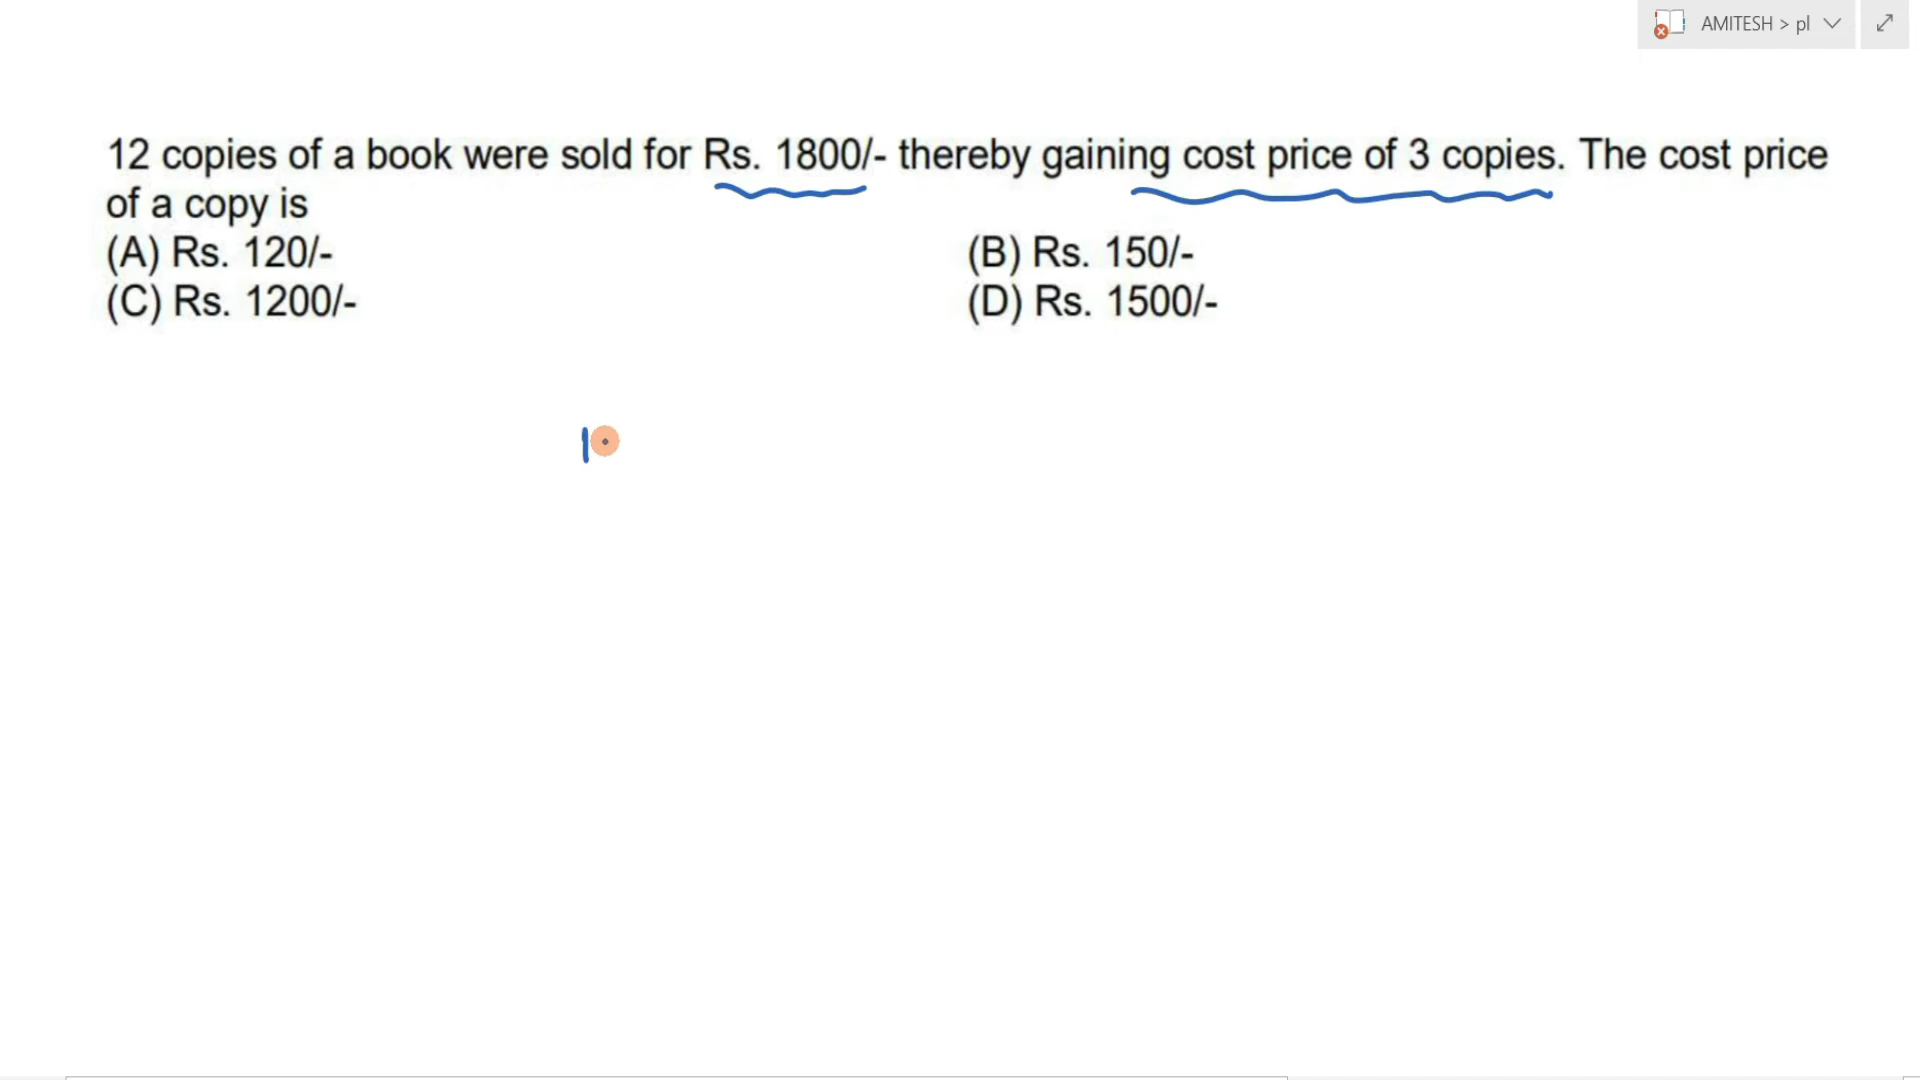 AMITESH > pl
12 copies of a book were sold for Rs. 1800/- thereby gaining cost price of 3 copies. The cost price
of a copy is
(A) Rs. 120/-
(B) Rs. 150/-
(C) Rs. 1200/-
(D) Rs. 1500/-
1